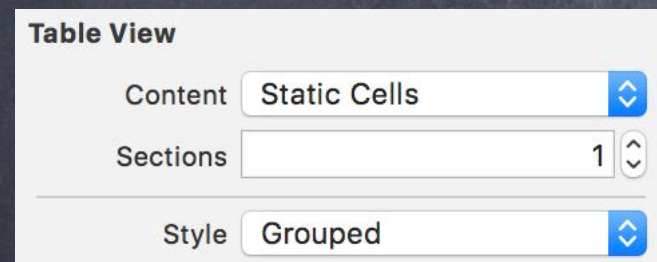 Table View
Content Static Cells
Sections 1
Style Grouped